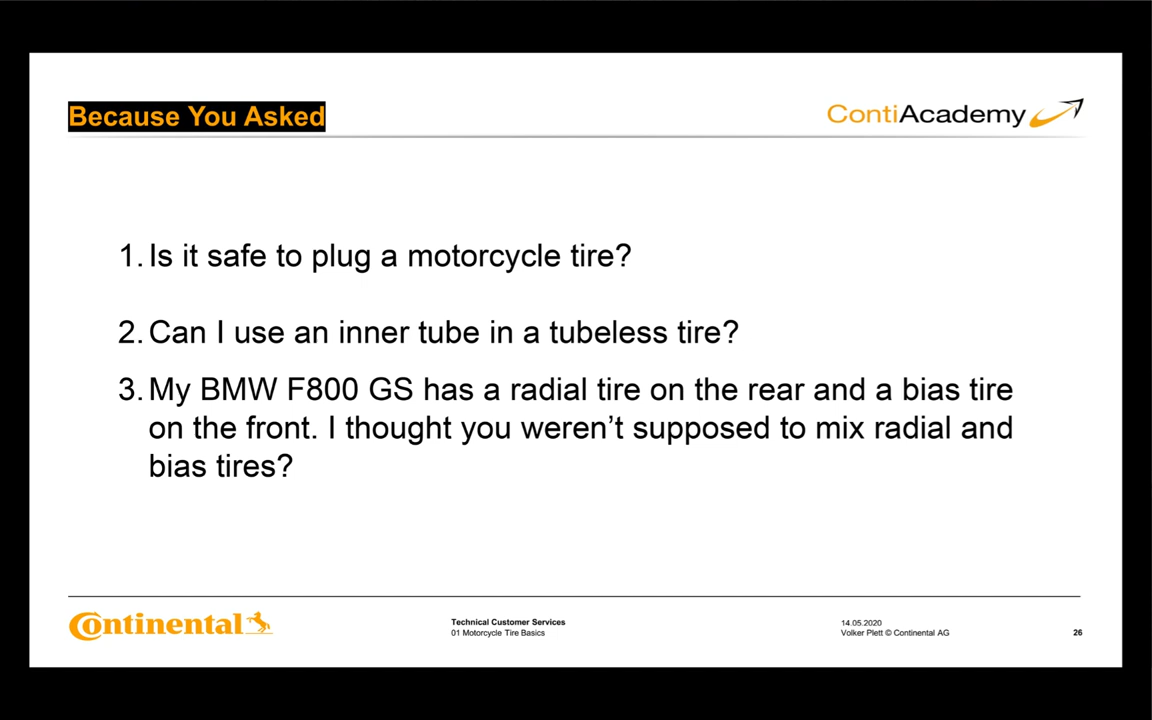 Because You Asked
ContiAcademy
1. Is it safe to plug a motorcycle tire?
2. Can I use an inner tube in a tubeless tire?
3. My BMW F800 GS has a radial tire on the rear and a bias tire
on the front. I thought you weren’t supposed to mix radial and
bias tires?
Continental
Technical Customer Services
01 Motorcycle Tire Basics
14.05.2020
Volker Plett © Continental AG
26